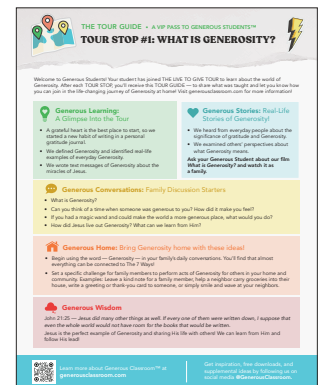 THE TOUR GUIDE • A VIP PASS TO GENEROUS STUDENTS™
TOUR STOP #1: WHAT IS GENEROSITY?
Welcome to Generous Students! Your student has joined THE LIVE TO GIVE TOUR to learn about the world of
Generosity. After each TOUR STOP, you'll receive this TOUR GUIDE — to share what was taught and let you know how
you can join in the life-changing journey of Generosity at home! Visit generousclassroom.com for more information!
Generous Learning:
A Glimpse Into the Tour
• A grateful heart is the best place to start, so we
started a new habit of writing in a personal
gratitude journal.
• We defined Generosity and identified real-life
examples of everyday Generosity.
• We wrote text messages of Generosity about the
miracles of Jesus.
Generous Stories: Real-Life
Stories of Generosity!
• We heard from everyday people about the
significance of gratitude and Generosity.
• We examined others' perspectives about
what Generosity means.
Ask your Generous Student about our film
What is Generosity? and watch it as
a family.
Generous Conversations: Family Discussion Starters
• What is Generosity?
• Can you think of a time when someone was generous to you? How did it make you feel?
• If you had a magic wand and could make the world a more generous place, what would you do?
• How did Jesus live out Generosity? What can we learn from Him?
Generous Home: Bring Generosity home with these ideas!
• Begin using the word — Generosity — in your family's daily conversations. You'll find that almost
everything can be connected to The 7 Ways!
• Set a specific challenge for family members to perform acts of Generosity for others in your home and
community. Examples: Leave a kind note for a family member, help a neighbor carry groceries into their
house, write a greeting or thank-you card to someone, or simply smile and wave at your neighbors.
Generous Wisdom
John 21:25 — Jesus did many other things as well. If every one of them were written down, I suppose that
even the whole world would not have room for the books that would be written.
Jesus is the perfect example of Generosity and sharing His life with others! We can learn from Him and
follow His lead!
Learn more about Generous Classroom™ at
generousclassroom.com
Get inspiration, free downloads, and
supplemental ideas by following us on
social media @GenerousClassroom.